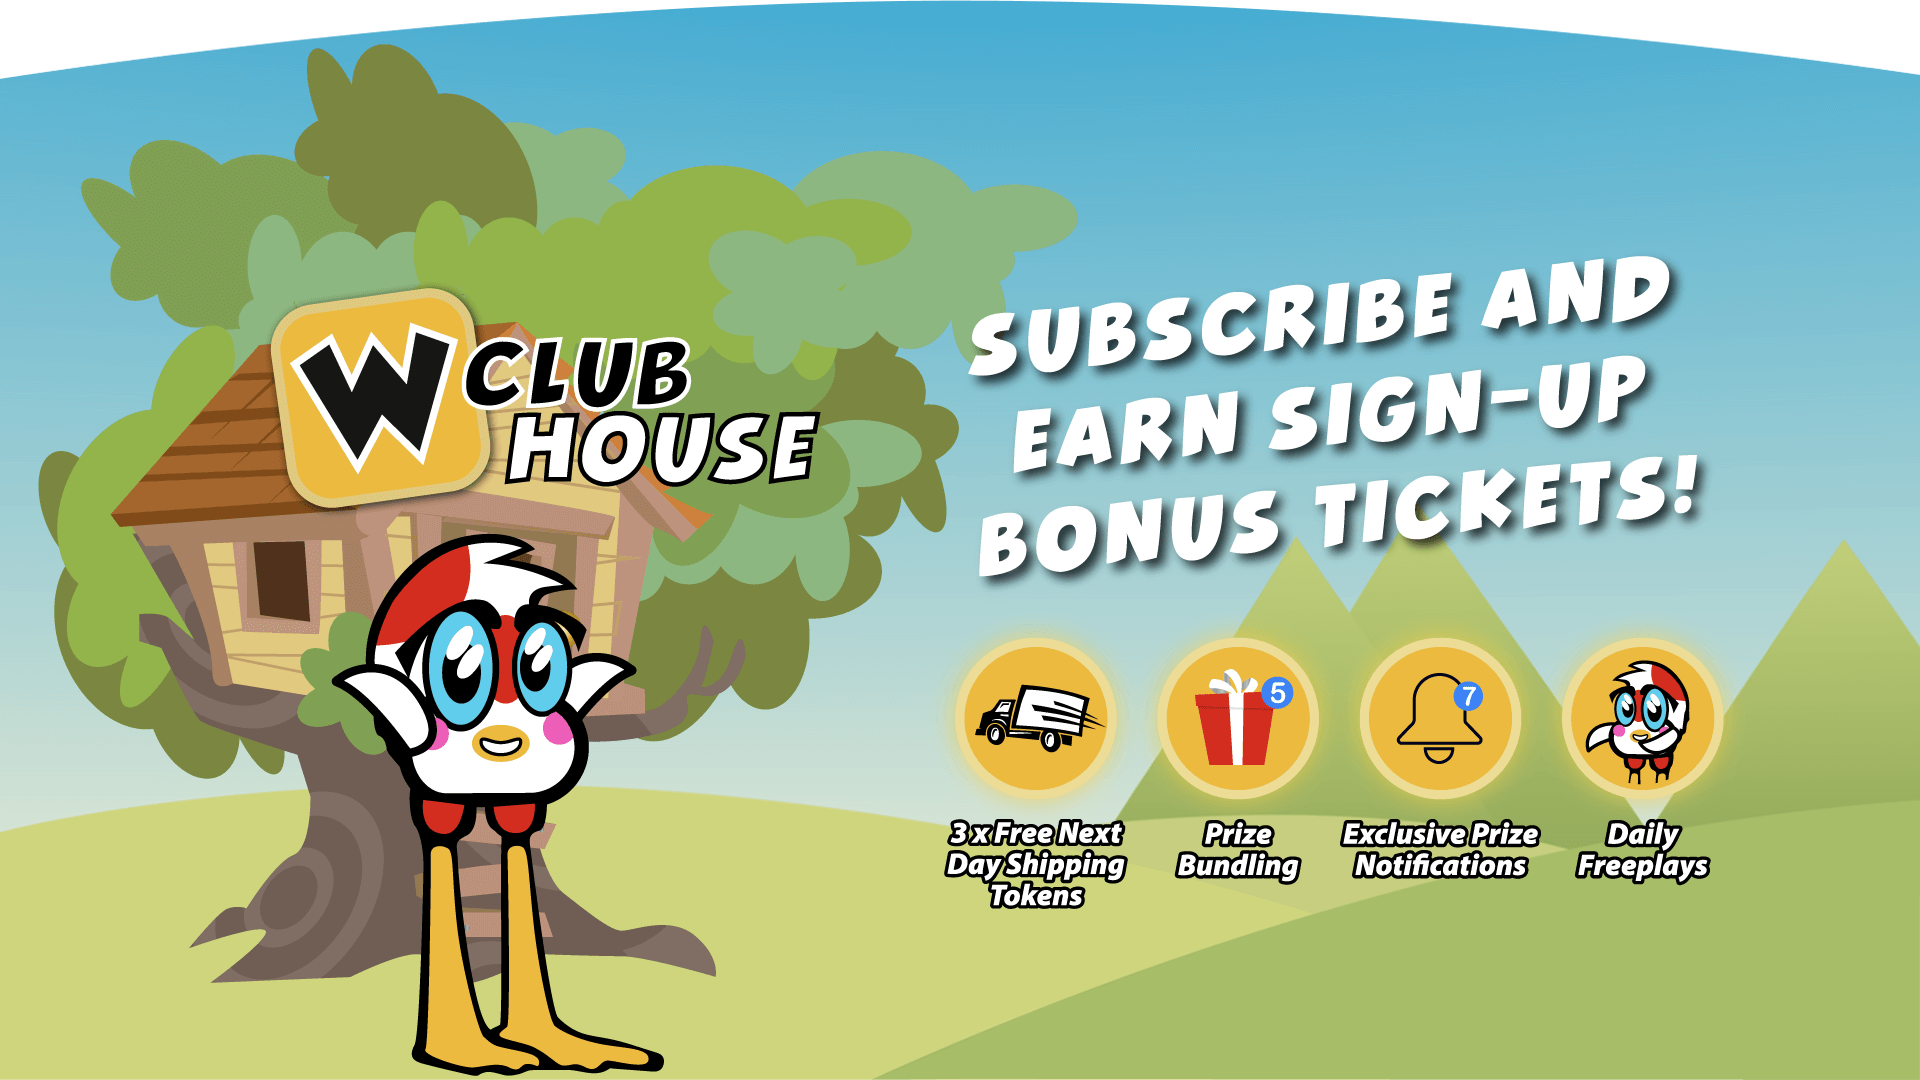 W
CLUB
HOUSE
SUBSCRIBE AND
EARN SIGN-UP
BONUS TICKETS!
5
7
3 x Free Next
Day Shipping
Tokens
Prize
Bundling
Exclusive Prize
Notifications
Daily
Freeplays